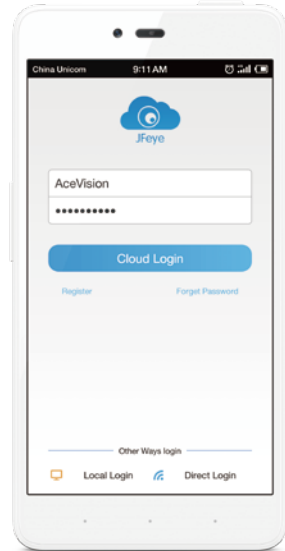 China Unicom 9:11 AM
JFeye
AceVision
••••••••••
Cloud Login
Register Forget Password
Other Ways login
Local Login Direct Login